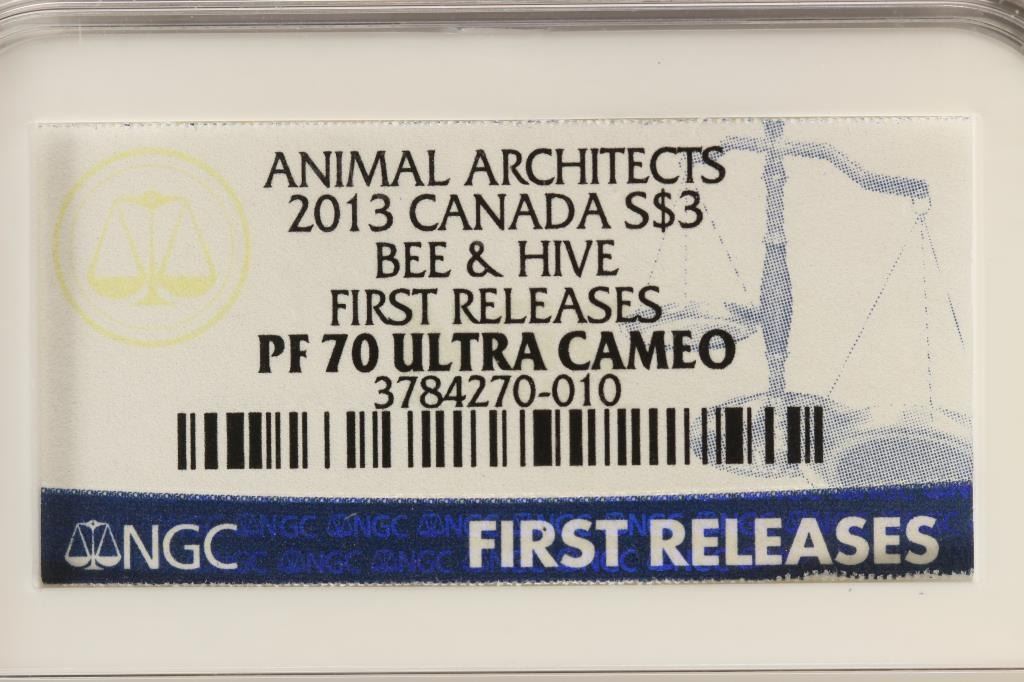 ANIMAL ARCHITECTS
2013 CANADA S$3
BEE & HIVE
FIRST RELEASES
PF 70 ULTRA CAMEO
3784270-010
NGC FIRST RELEASES